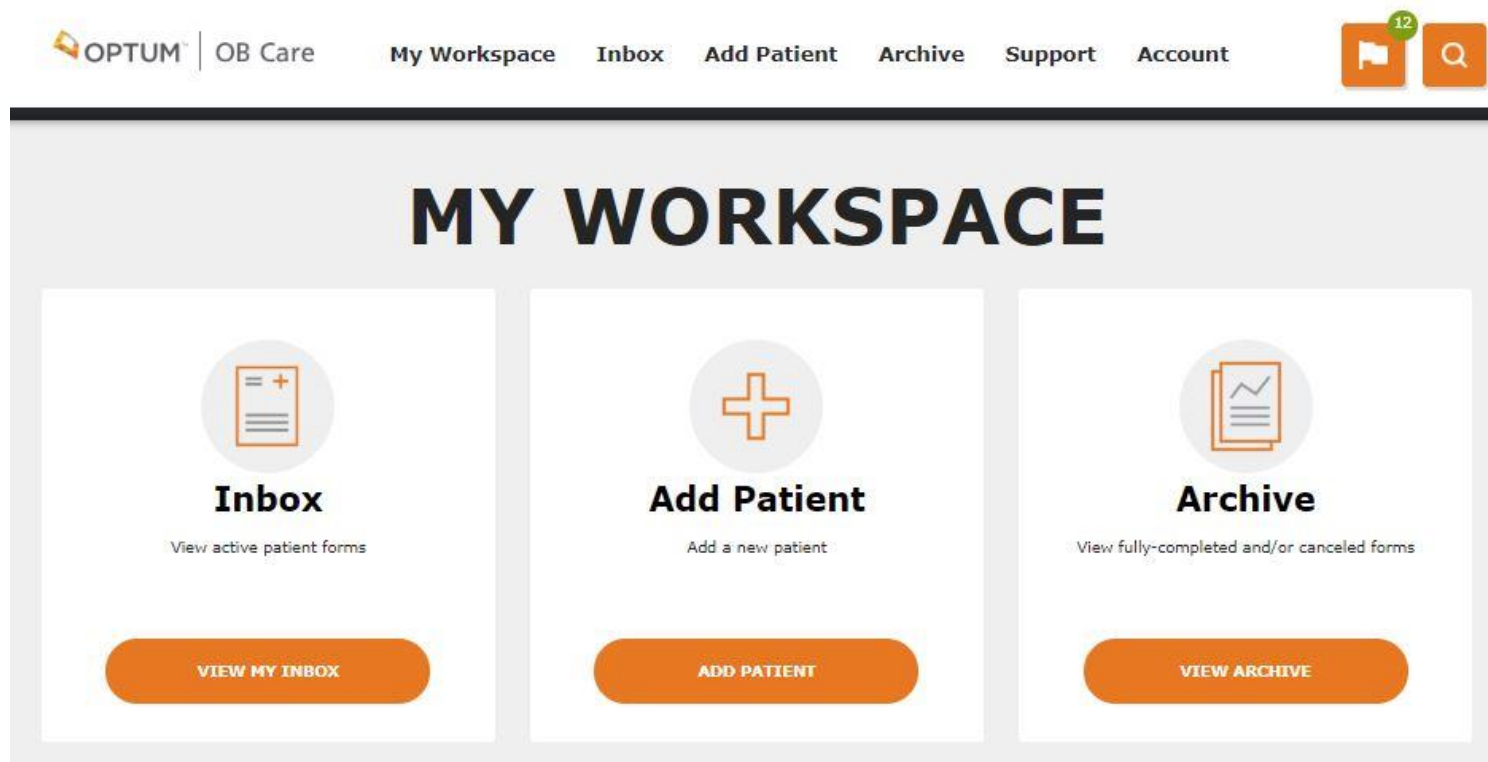 OPTUM™ | OB Care My Workspace Inbox Add Patient Archive Support Account 12
MY WORKSPACE
Inbox
View active patient forms
VIEW MY INBOX
Add Patient
Add a new patient
ADD PATIENT
Archive
View fully-completed and/or canceled forms
VIEW ARCHIVE